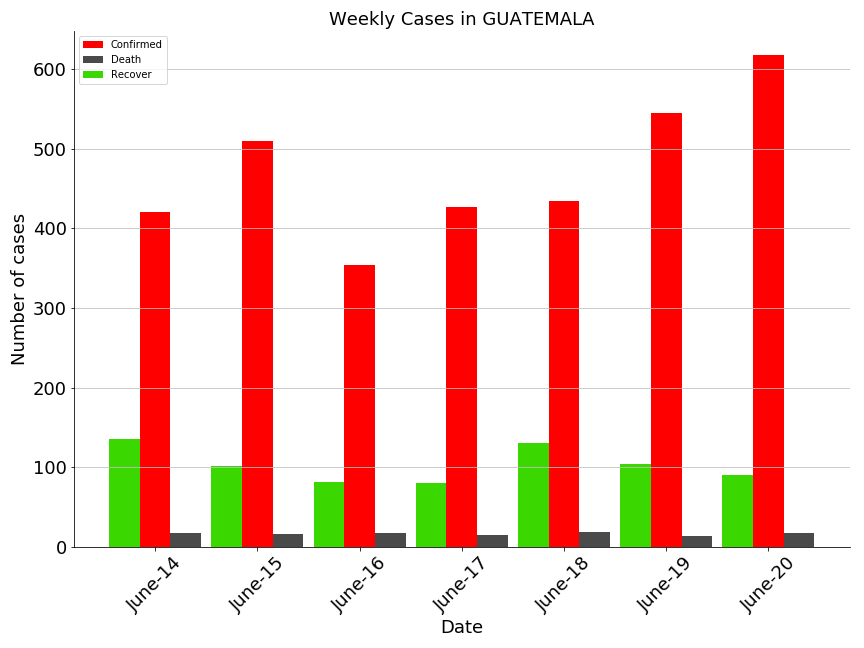 Weekly Cases in GUATEMALA
Confirmed
Death
Recover
600
500
400
300
200
100
0
Number of cases
June-14
June-15
June-16
June-17
June-18
June-19
June-20
Date